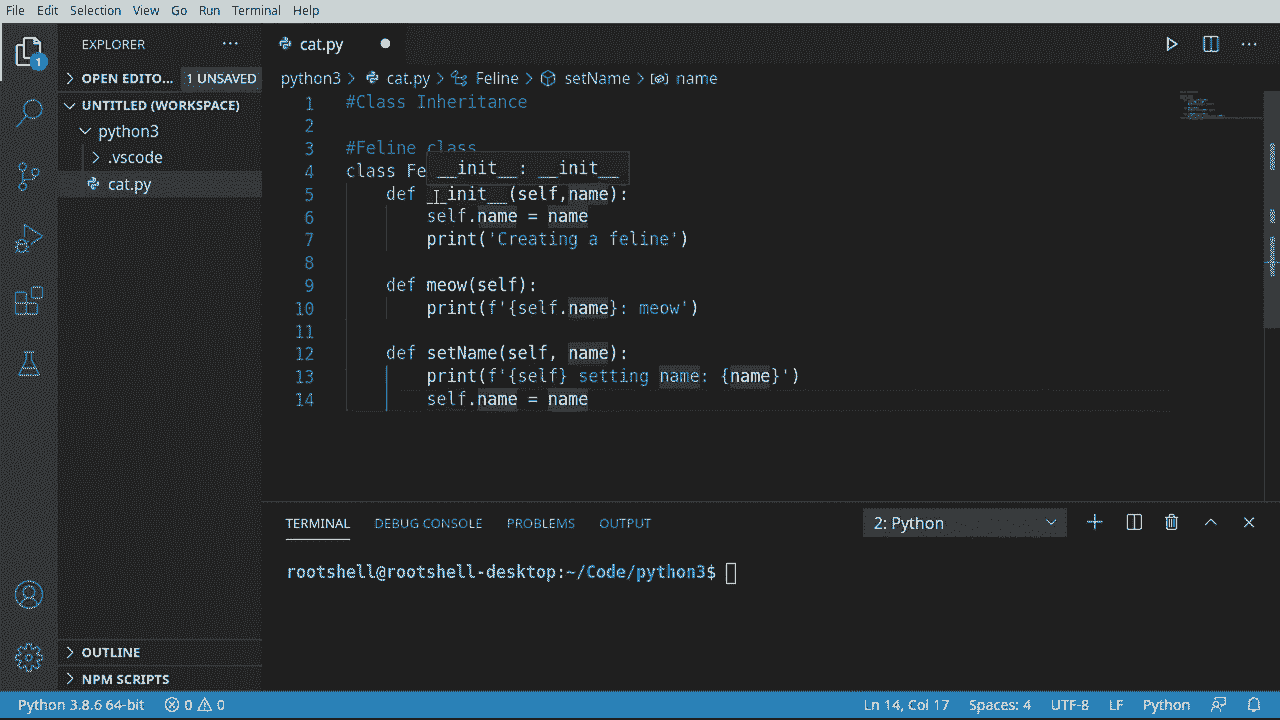 File Edit Selection View Go Run Terminal Help
EXPLORER
cat.py
OPEN EDITO... 1 UNSAVED
python3 > cat.py > Feline > setName > name
UNTITLED (WORKSPACE)
python3
.vscode
cat.py
1
1 #Class Inheritance
2
3 #Feline class
4 class Fe
__init__: __init__
5 def __init__(self,name):
6 self.name = name
7 print('Creating a feline')
8
9 def meow(self):
10 print(f'{self.name}: meow')
11
12 def setName(self, name):
13 print(f'{self} setting name: {name}')
14 self.name = name
TERMINAL DEBUG CONSOLE PROBLEMS OUTPUT 2: Python
rootshell@rootshell-desktop:~/Code/python3$
OUTLINE
NPM SCRIPTS
Python 3.8.6 64-bit 0 0 Ln 14, Col 17 Spaces: 4 UTF-8 LF Python